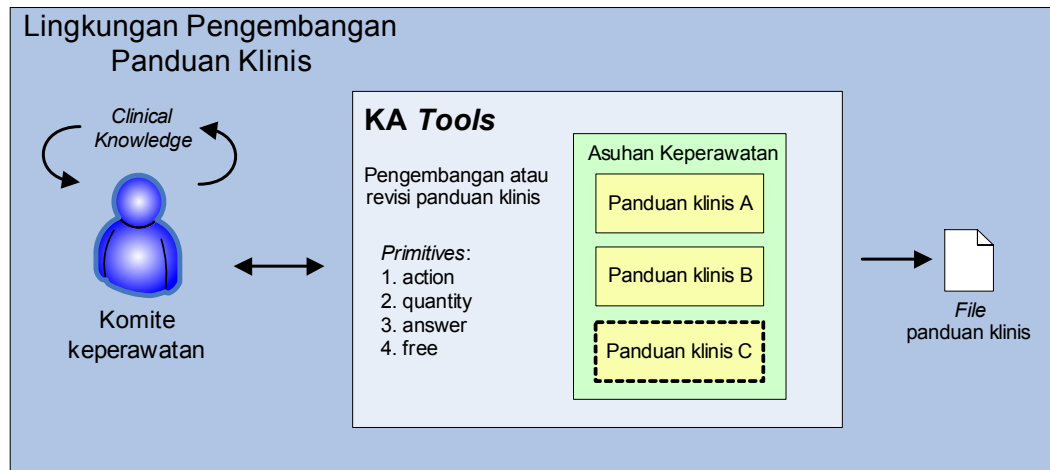 Lingkungan Pengembangan
Panduan Klinis
Clinical
Knowledge
Komite
keperawatan
KA Tools
Pengembangan atau
revisi panduan klinis
Primitives:
1. action
2. quantity
3. answer
4. free
Asuhan Keperawatan
Panduan klinis A
Panduan klinis B
Panduan klinis C
File
panduan klinis